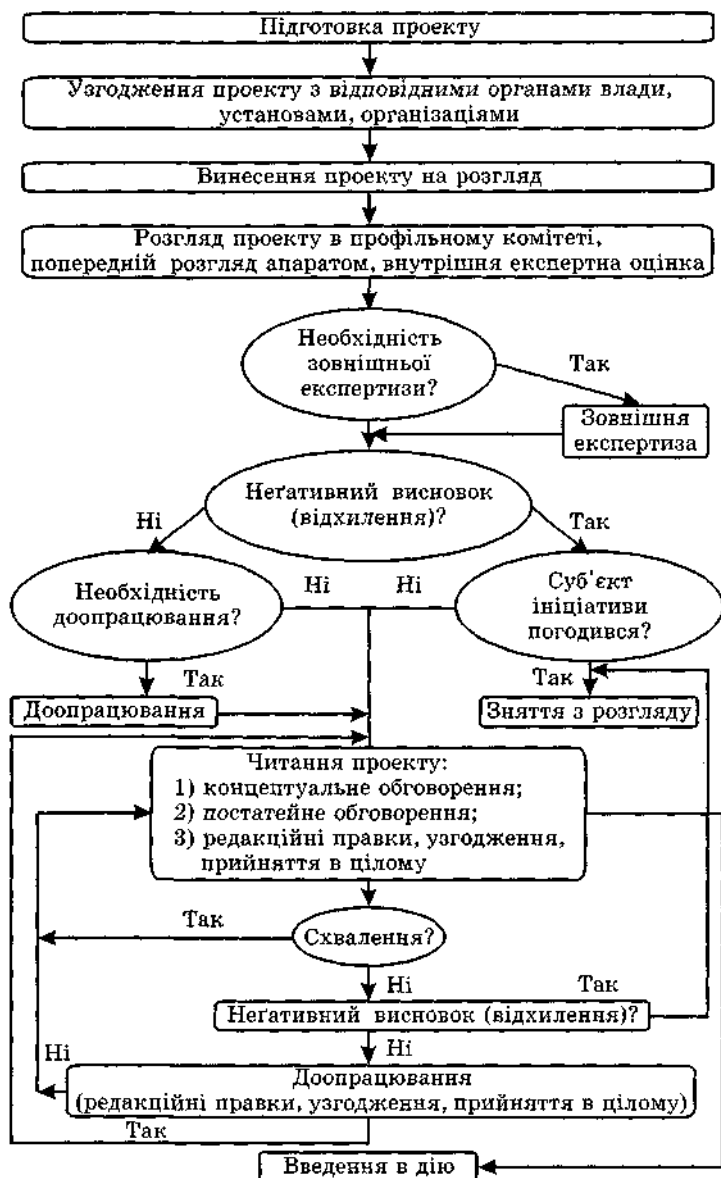 Підготовка проекту
Узгодження проекту з відповідними органами влади,
установами, організаціями
Винесення проекту на розгляд
Розгляд проекту в профільному комітеті,
попередній розгляд апаратом, внутрішня експертна оцінка
Необхідність
зовнішньої
експертизи?
Так
Зовнішня
експертиза
Неґативний висновок
(відхилення)?
Ні
Так
Необхідність
доопрацювання?
Ні
Ні
Суб'єкт
ініціативи
погодився?
Так
Так
Доопрацювання
Зняття з розгляду
Читання проекту:
1) концептуальне обговорення;
2) постатейне обговорення;
3) редакційні правки, узгодження,
прийняття в цілому
Так
Схвалення?
Ні
Так
Неґативний висновок (відхилення)?
Ні
Ні
Доопрацювання
(редакційні правки, узгодження, прийняття в цілому)
Так
Введення в дію